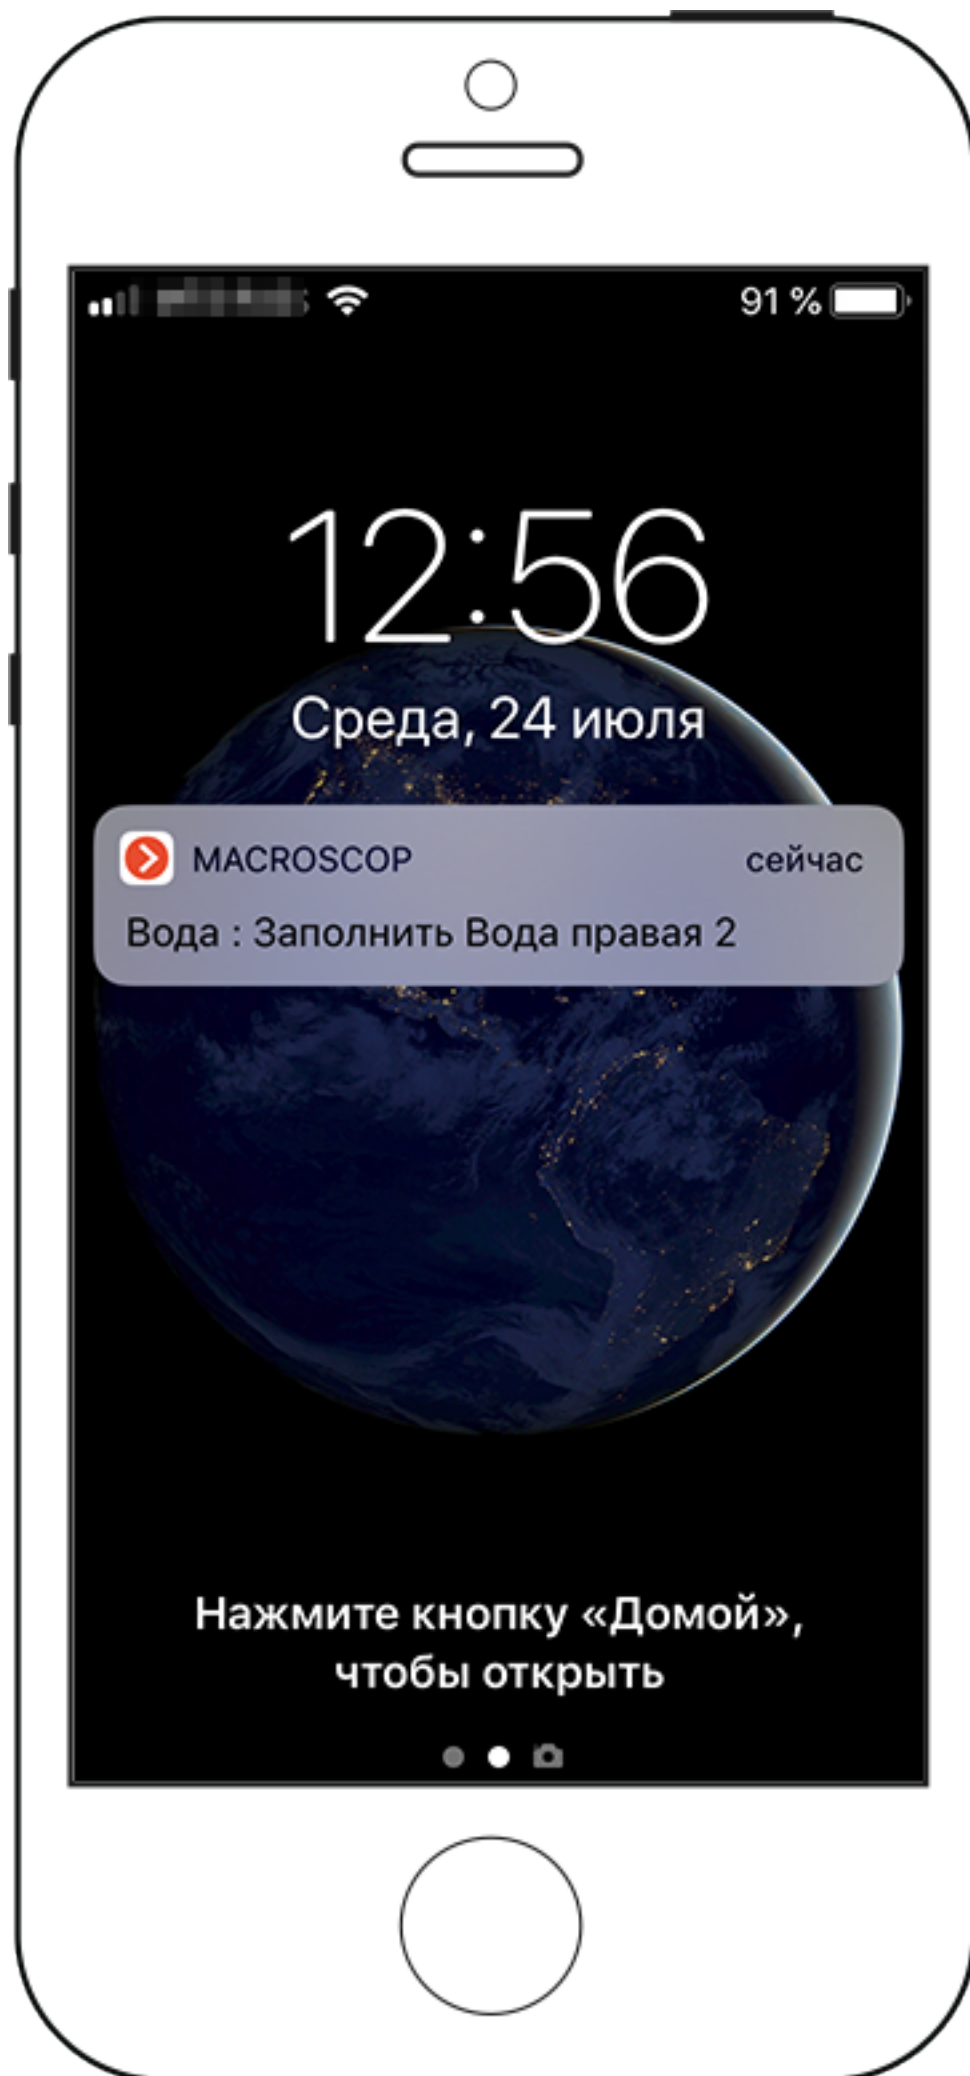 91 %
12:56
Среда, 24 июля
MACROSCOP сейчас
Вода : Заполнить Вода правая 2
Нажмите кнопку «Домой»,
чтобы открыть